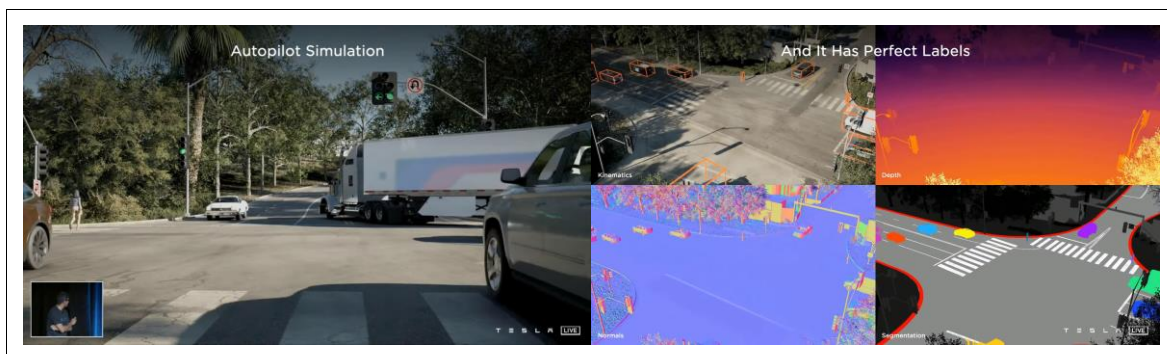 Autopilot Simulation
And It Has Perfect Labels
Kinematics
Depth
Normals
Segmentation
TESLA LIVE
TESLA LIVE